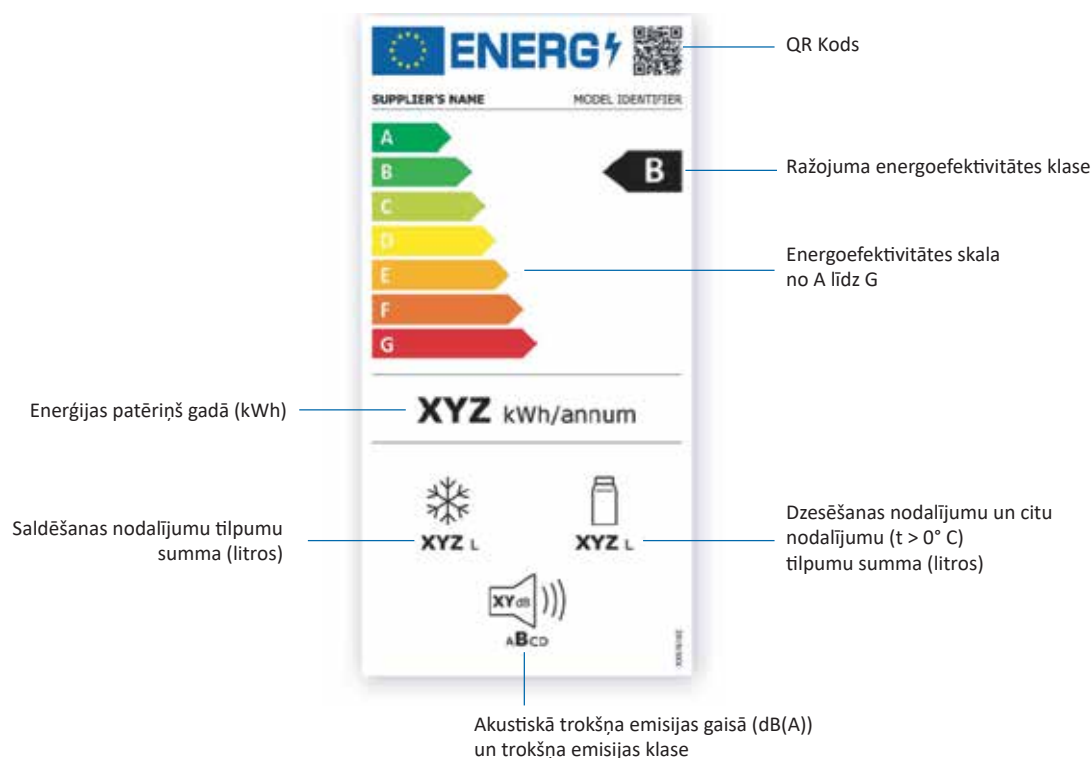 ENERG
QR Kods
SUPPLIER'S NAME
MODEL IDENTIFIER
A
B
B
Ražojuma energoefektivitātes klase
C
D
Energoefektivitātes skala
no A līdz G
E
F
G
Enerģijas patēriņš gadā (kWh)
XYZ kWh/annum
Saldēšanas nodalījumu tilpumu
summa (litros)
XYZ L
XYZ L
Dzesēšanas nodalījumu un citu
nodalījumu (t > 0° C)
tilpumu summa (litros)
XY dB
ABCD
Akustiskā trokšņa emisijas gaisā (dB(A))
un trokšņa emisijas klase